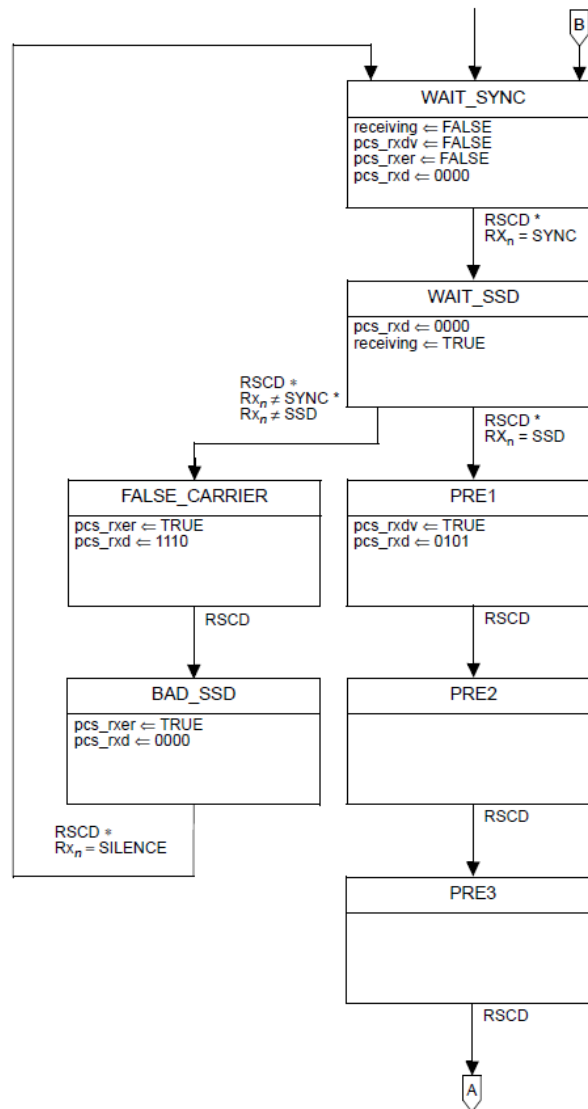 B
WAIT_SYNC
receiving ⇐ FALSE
pcs_rxdv ⇐ FALSE
pcs_rxer ⇐ FALSE
pcs_rxd ⇐ 0000
RSCD *
RXn = SYNC
WAIT_SSD
pcs_rxd ⇐ 0000
receiving ⇐ TRUE
RSCD ∗
Rxn ≠ SYNC *
Rxn ≠ SSD
RSCD *
RXn = SSD
FALSE_CARRIER
pcs_rxer ⇐ TRUE
pcs_rxd ⇐ 1110
RSCD
PRE1
pcs_rxdv ⇐ TRUE
pcs_rxd ⇐ 0101
RSCD
BAD_SSD
pcs_rxer ⇐ TRUE
pcs_rxd ⇐ 0000
RSCD ∗
Rxn = SILENCE
PRE2
RSCD
PRE3
RSCD
A